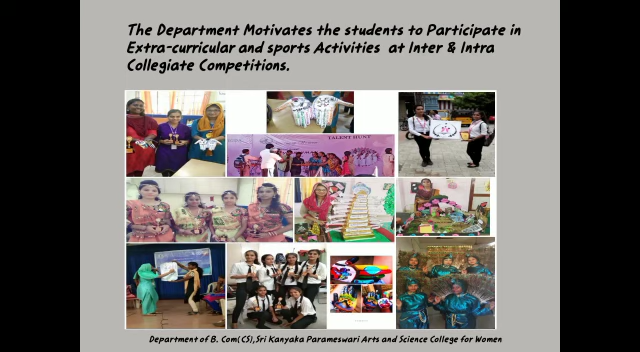 The Department Motivates the students to Participate in
Extra-curricular and sports Activities at Inter & Intra
Collegiate Competitions.
TALENT HUNT
Department of B. Com(CS),Sri Kanyaka Parameswari Arts and Science College for Women